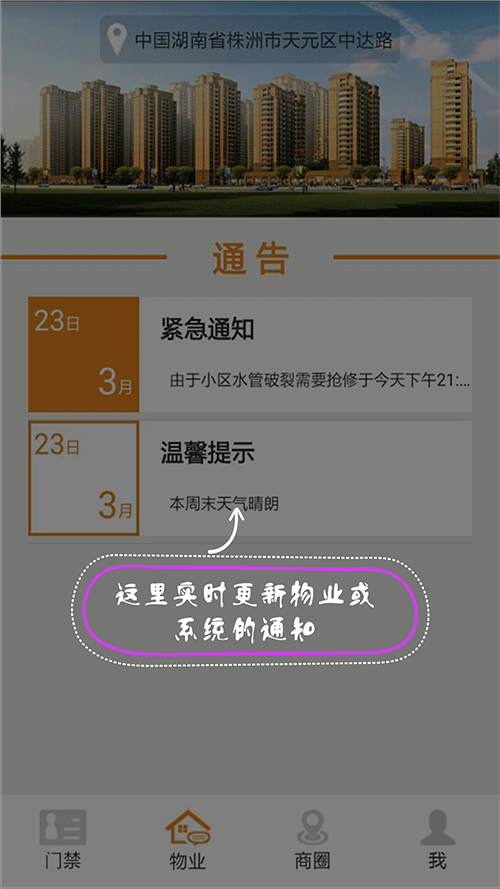 中国湖南省株洲市天元区中达路
通告
23日
3月
紧急通知
由于小区水管破裂需要抢修于今天下午21:...
23日
3月
温馨提示
本周末天气晴朗
这里实时更新物业或
系统的通知
门禁
物业
商圈
我